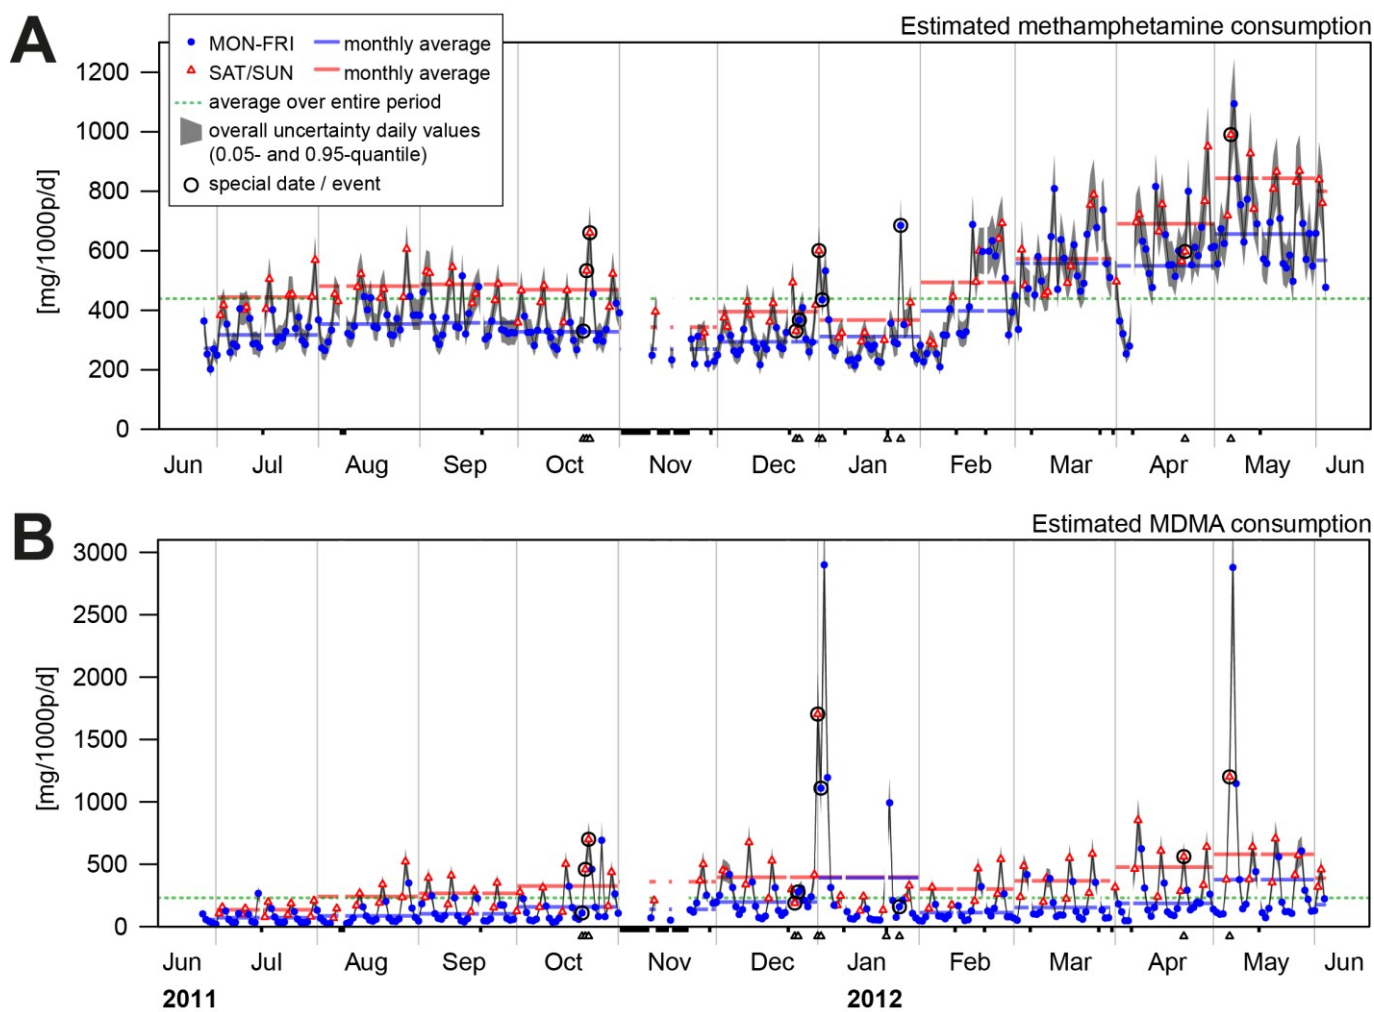 A
Estimated methamphetamine consumption
MON-FRI monthly average
SAT/SUN monthly average
average over entire period
overall uncertainty daily values
(0.05- and 0.95-quantile)
special date / event
[mg/1000p/d]
1200
1000
800
600
400
200
0
Jun Jul Aug Sep Oct Nov Dec Jan Feb Mar Apr May Jun
B
Estimated MDMA consumption
[mg/1000p/d]
3000
2500
2000
1500
1000
500
0
Jun Jul Aug Sep Oct Nov Dec Jan Feb Mar Apr May Jun
2011 2012